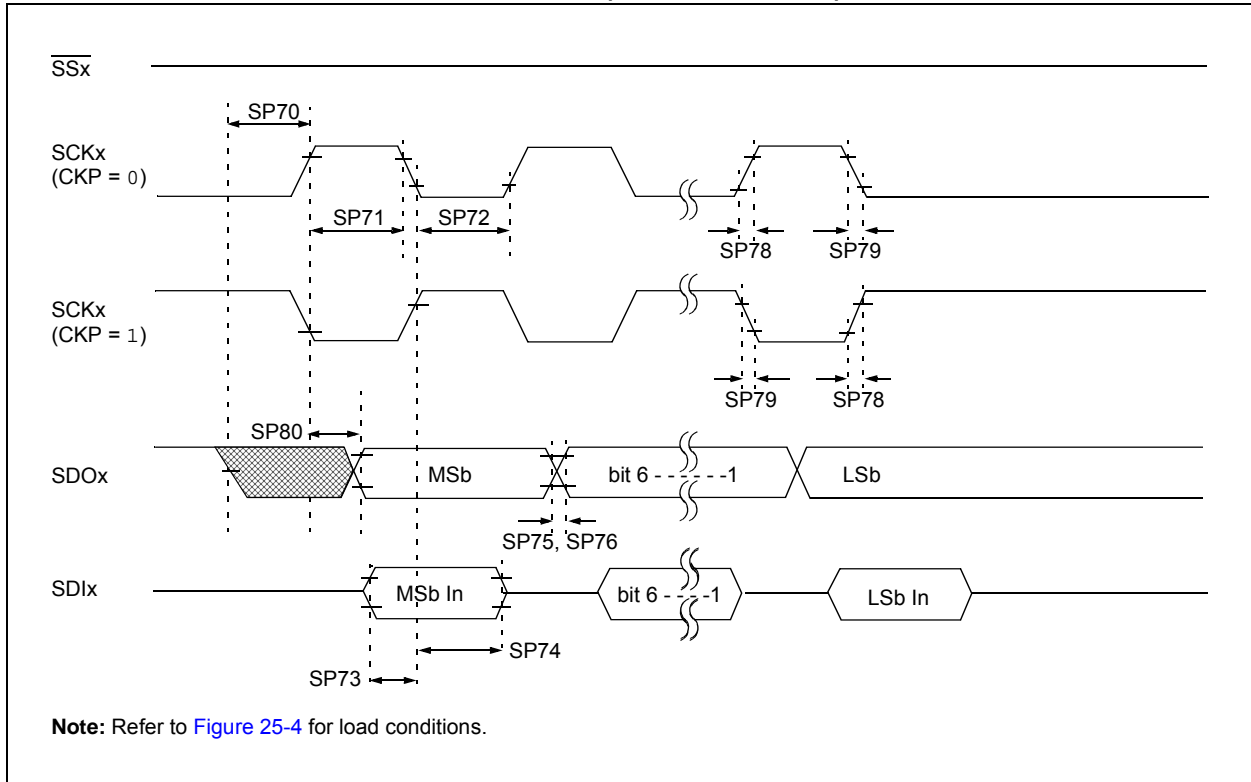 SSx
SP70
SCKx
(CKP = 0)
SP71
SP72
SP78
SP79
SCKx
(CKP = 1)
SP79
SP78
SP80
SDOx
MSb
bit 6 - - - - - -1
LSb
SP75, SP76
SDIx
MSb In
bit 6 - - - - -1
LSb In
SP74
SP73
Note: Refer to Figure 25-4 for load conditions.